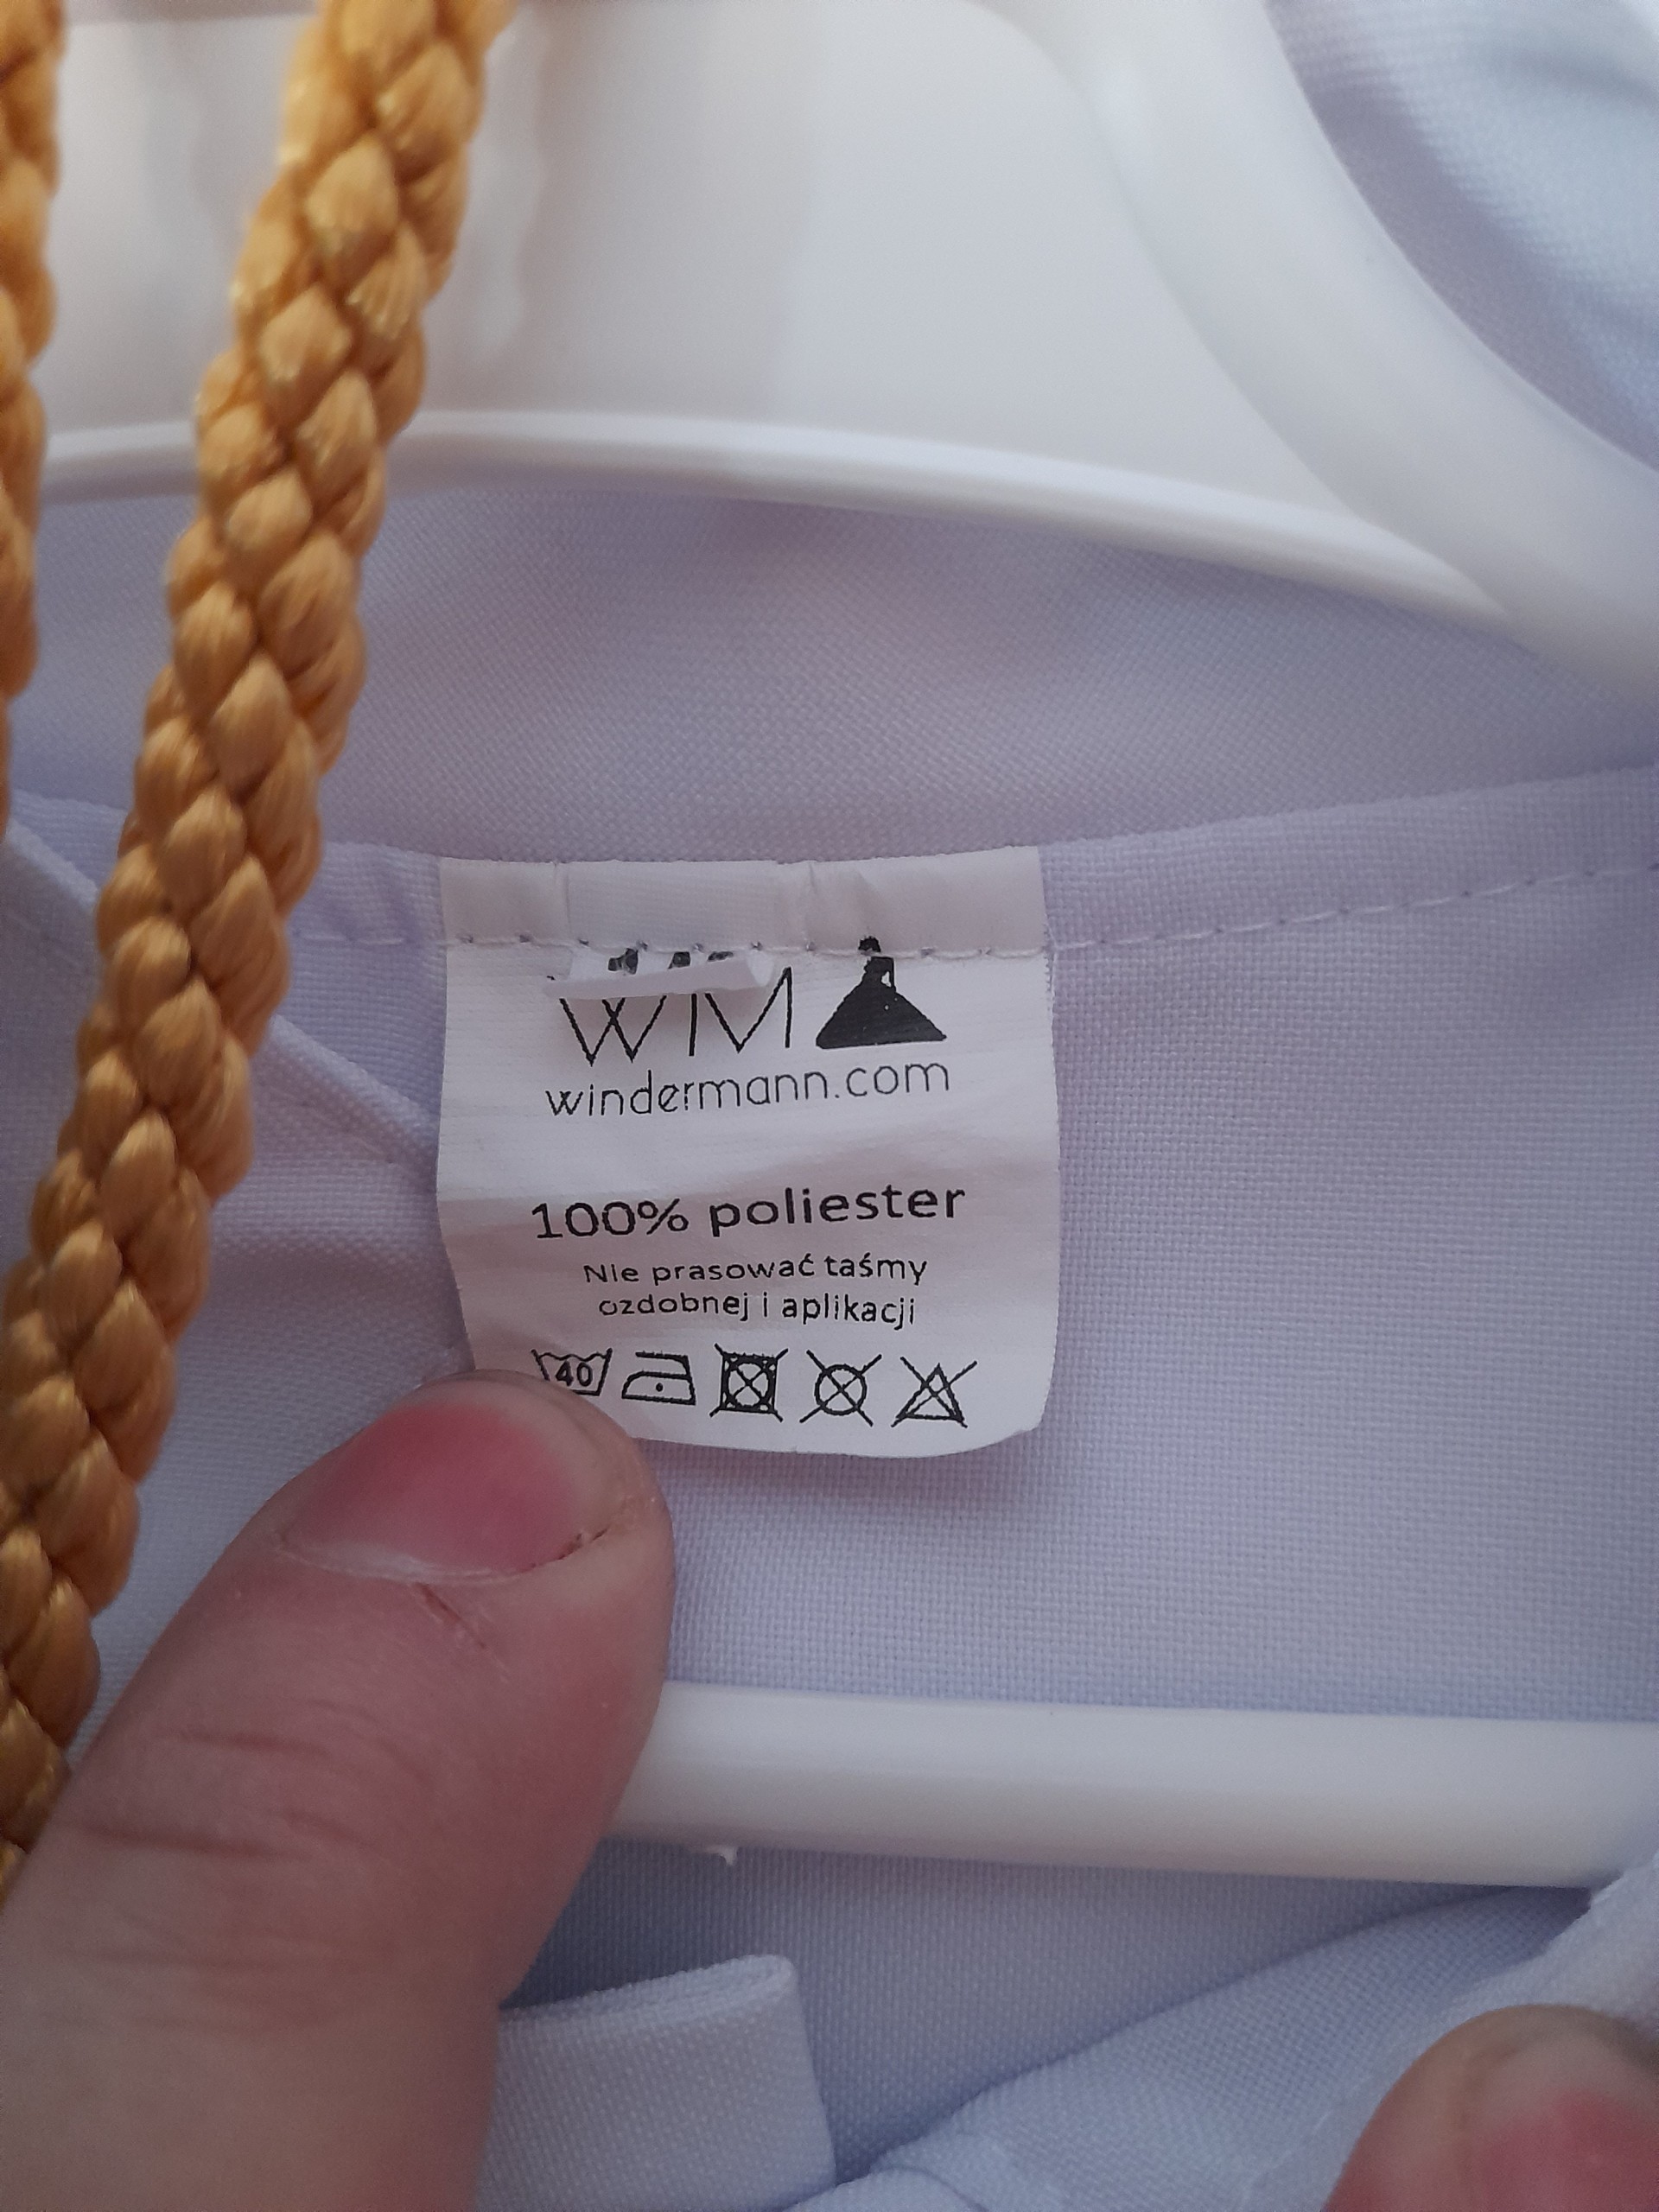 WM
windermann.com
100% poliester
Nie prasować taśmy
ozdobnej i aplikacji
40